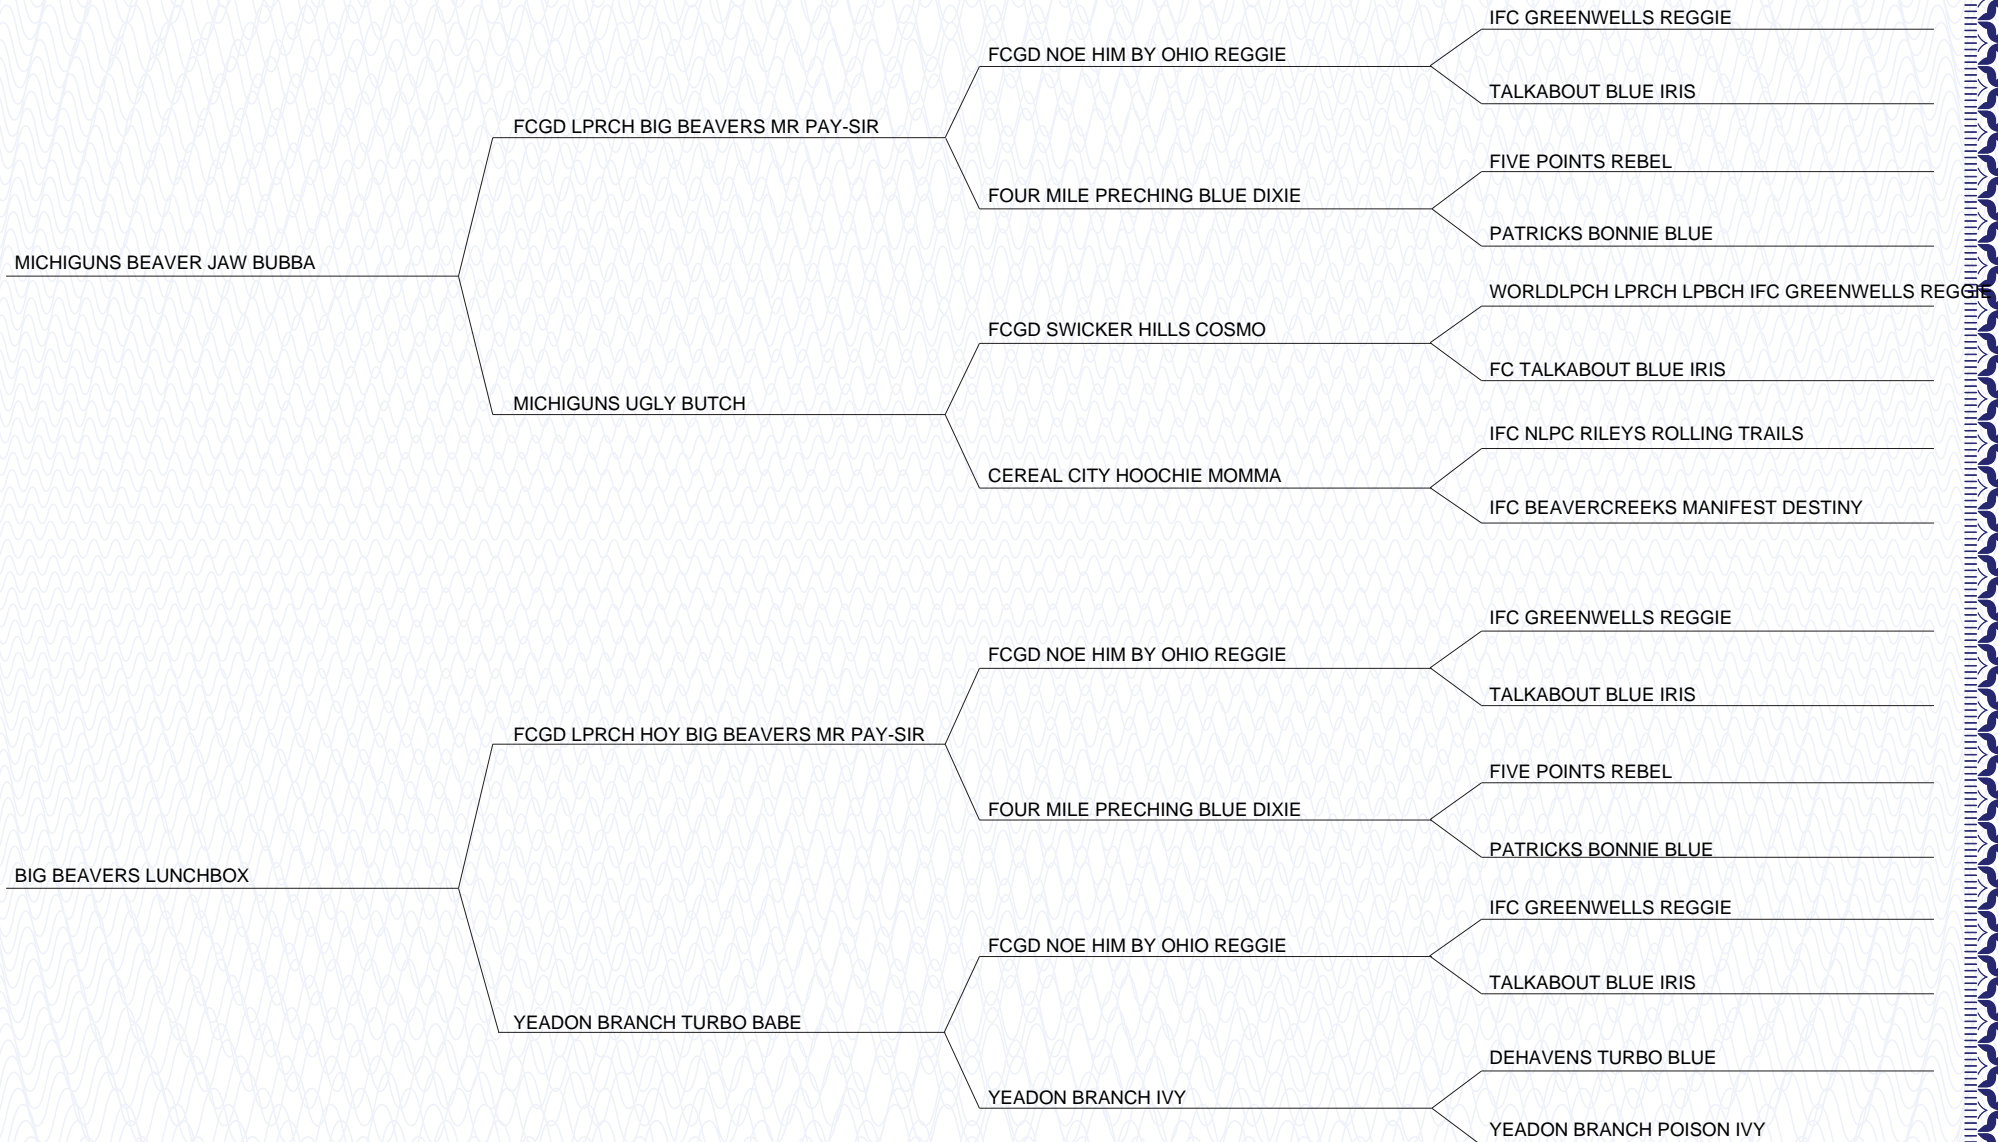 IFC GREENWELLS REGGIE
FCGD NOE HIM BY OHIO REGGIE
TALKABOUT BLUE IRIS
FCGD LPRCH BIG BEAVERS MR PAY-SIR
FIVE POINTS REBEL
FOUR MILE PRECHING BLUE DIXIE
PATRICKS BONNIE BLUE
MICHIGUNS BEAVER JAW BUBBA
WORLDLPCH LPRCH LPBCH IFC GREENWELLS REGGIE
FCGD SWICKER HILLS COSMO
FC TALKABOUT BLUE IRIS
MICHIGUNS UGLY BUTCH
IFC NLPC RILEYS ROLLING TRAILS
CEREAL CITY HOOCHIE MOMMA
IFC BEAVERCREEKS MANIFEST DESTINY
IFC GREENWELLS REGGIE
FCGD NOE HIM BY OHIO REGGIE
TALKABOUT BLUE IRIS
FCGD LPRCH HOY BIG BEAVERS MR PAY-SIR
FIVE POINTS REBEL
FOUR MILE PRECHING BLUE DIXIE
PATRICKS BONNIE BLUE
BIG BEAVERS LUNCHBOX
IFC GREENWELLS REGGIE
FCGD NOE HIM BY OHIO REGGIE
TALKABOUT BLUE IRIS
YEADON BRANCH TURBO BABE
DEHAVENS TURBO BLUE
YEADON BRANCH IVY
YEADON BRANCH POISON IVY